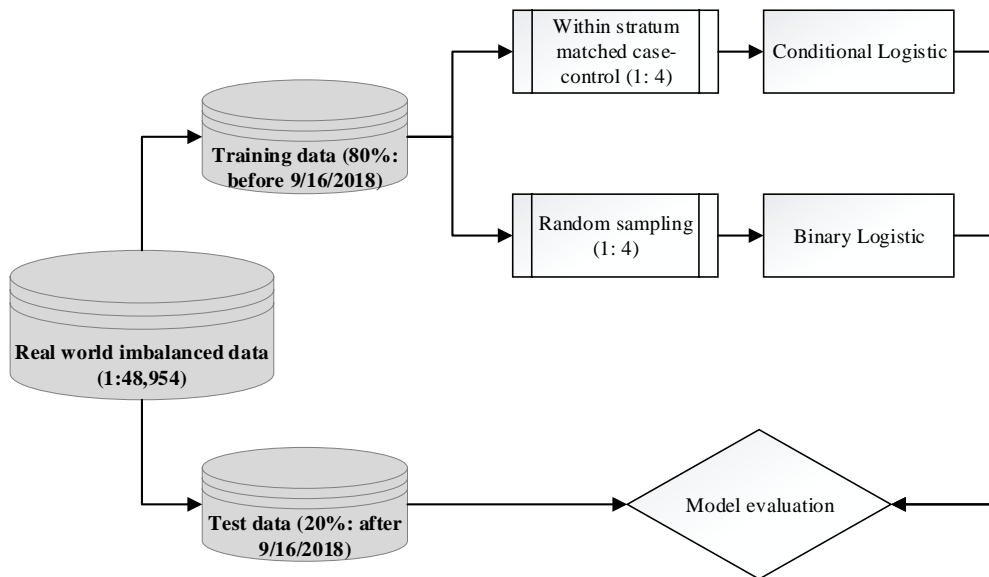 Within stratum
matched case-
control (1: 4)
Conditional Logistic
Training data (80%:
before 9/16/2018)
Random sampling
(1: 4)
Binary Logistic
Real world imbalanced data
(1:48,954)
Test data (20%: after
9/16/2018)
Model evaluation